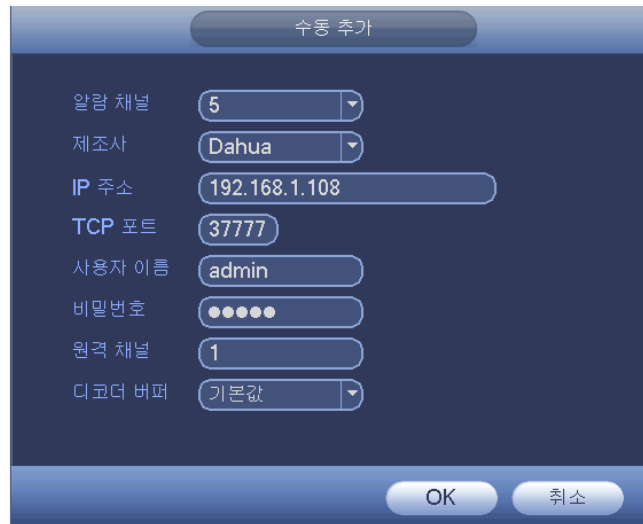 수동 추가
알람 채널 5
제조사 Dahua
IP 주소 192.168.1.108
TCP 포트 37777
사용자 이름 admin
비밀번호 ●●●●●
원격 채널 1
디코더 버퍼 기본값
OK 취소